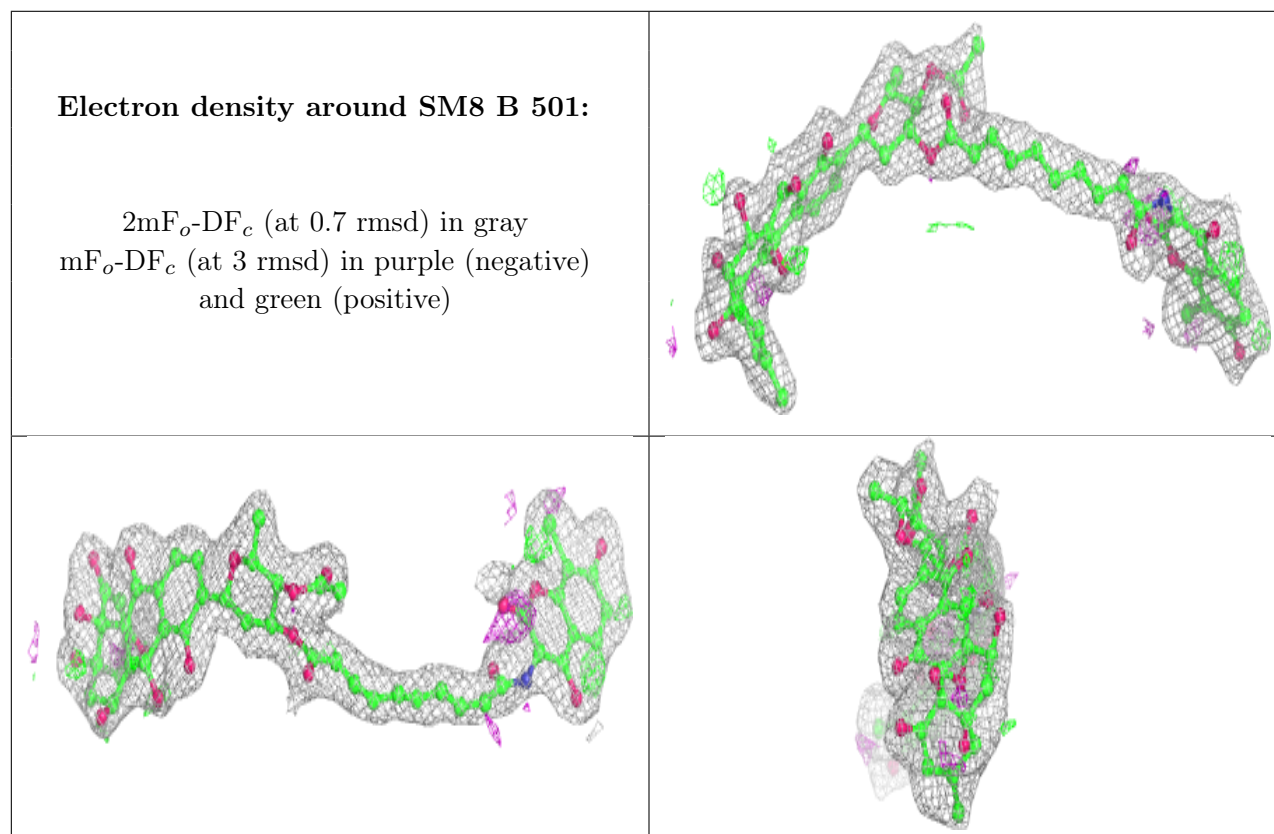 Electron density around SM8 B 501:
2mFo-DFc (at 0.7 rmsd) in gray
mFo-DFc (at 3 rmsd) in purple (negative)
and green (positive)